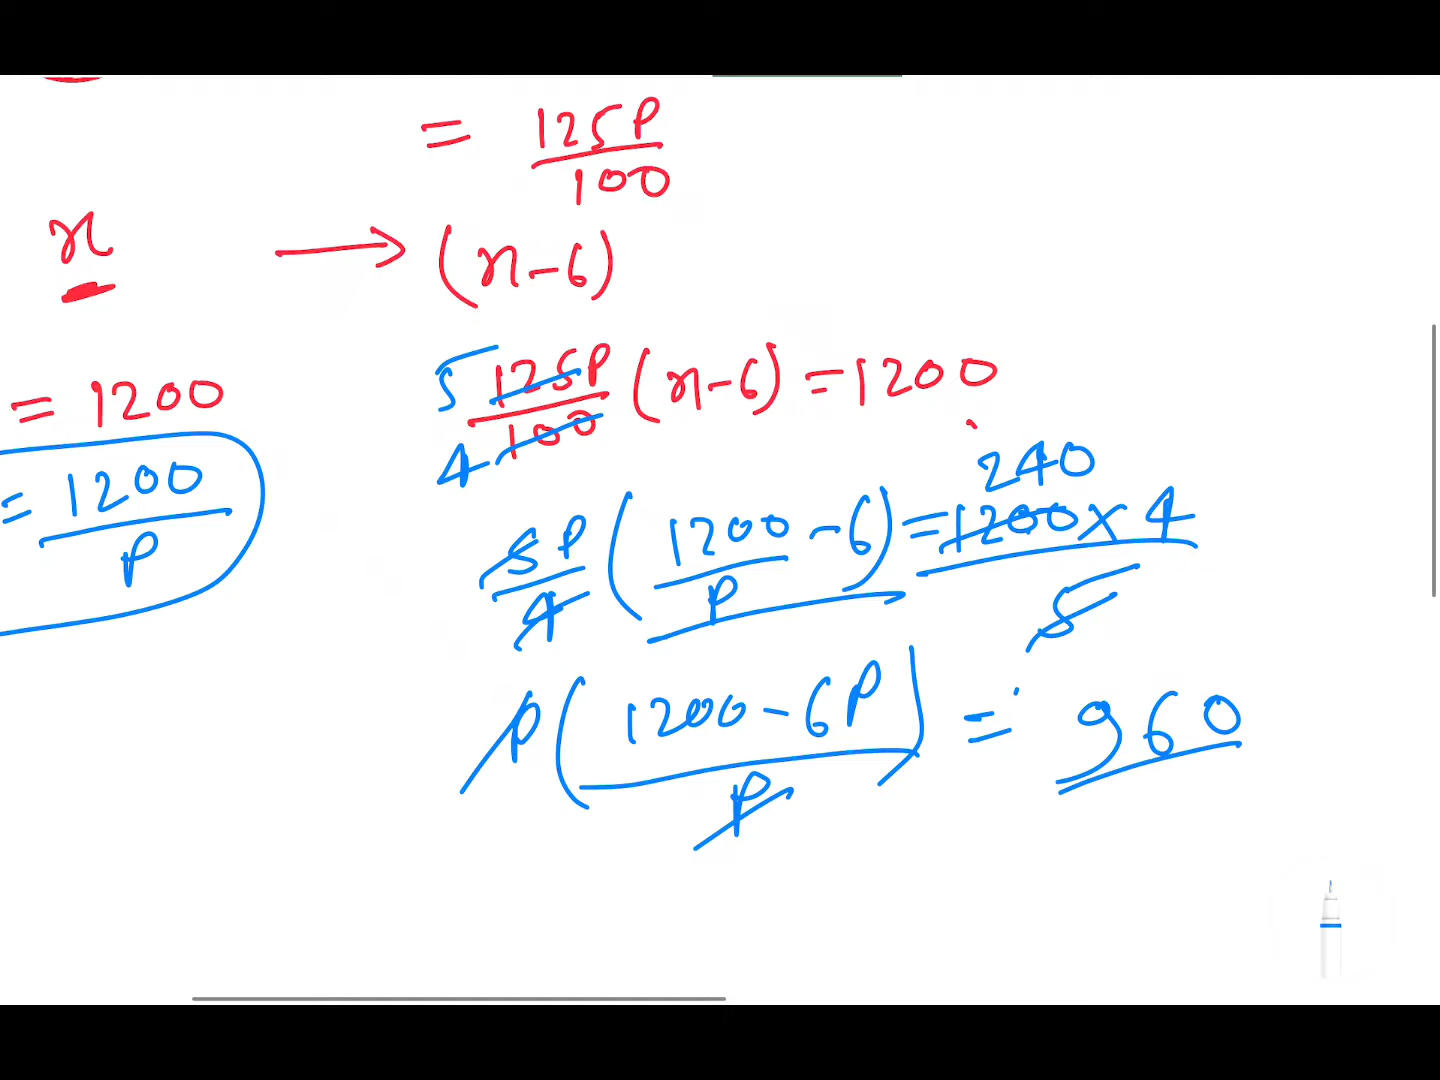 = 125P/100
x → (x-6)
= 1200
5 125P/100 4 (x-6) = 1200
= 1200/P
240
5P/4 (1200/P - 6) = 1200 × 4/5
P(1200 - 6P/P) = 960